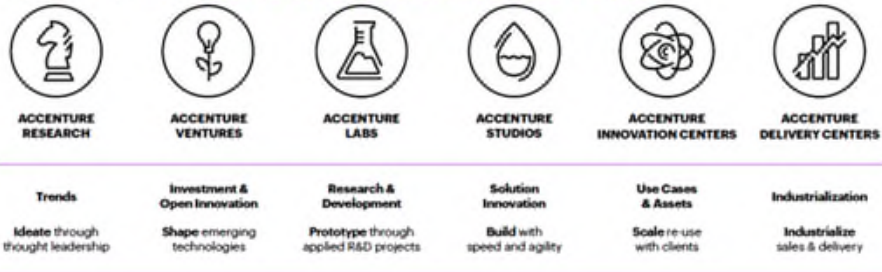 ACCENTURE
RESEARCH
ACCENTURE
VENTURES
ACCENTURE
LABS
ACCENTURE
STUDIOS
ACCENTURE
INNOVATION CENTERS
ACCENTURE
DELIVERY CENTERS
Trends
Investment &
Open Innovation
Research &
Development
Solution
Innovation
Use Cases
& Assets
Industrialization
Ideate through
thought leadership
Shape emerging
technologies
Prototype through
applied R&D projects
Build with
speed and agility
Scale re-use
with clients
Industrialize
sales & delivery